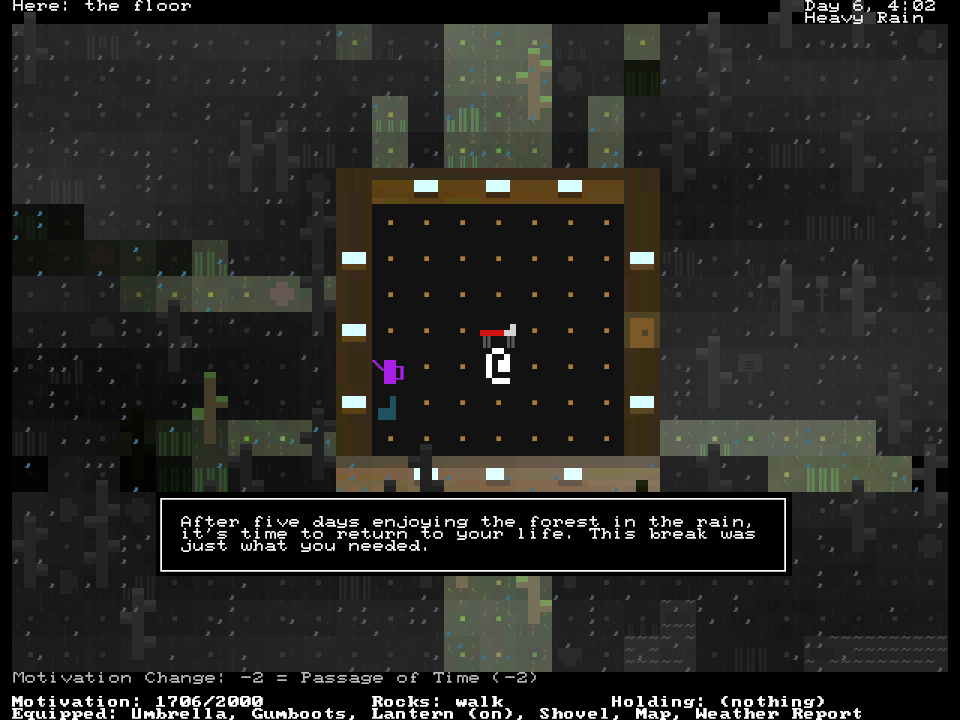 Here: the floor
Day 6, 4:02
Heavy Rain
After five days enjoying the forest in the rain,
it's time to return to your life. This break was
just what you needed.
Motivation Change: -2 = Passage of Time (-2)
Motivation: 1706/2000 Rocks: walk Holding: (nothing)
Equipped: Umbrella, Gumboots, Lantern (on), Shovel, Map, Weather Report